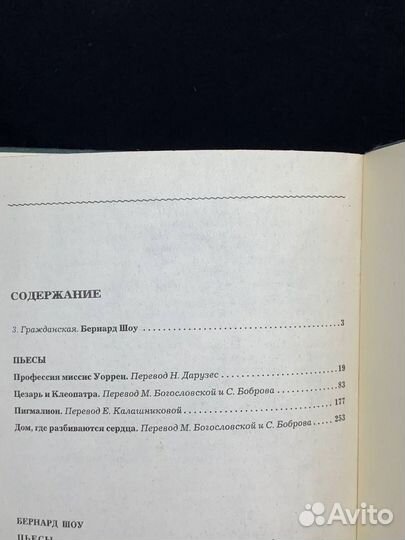 СОДЕРЖАНИЕ
З. Гражданская. Бернард Шоу . . . . . . . . . . . . . . . . . . . . . . 3
ПЬЕСЫ
Профессия миссис Уоррен. Перевод Н. Дарузес . . . . . . . . . . 19
Цезарь и Клеопатра. Перевод М. Богословской и С. Боброва . . . . . 83
Пигмалион. Перевод Е. Калашниковой . . . . . . . . . . . . . . 177
Дом, где разбиваются сердца. Перевод М. Богословской и С. Боброва . 253
БЕРНАРД ШОУ
ПЬЕСЫ
Avito